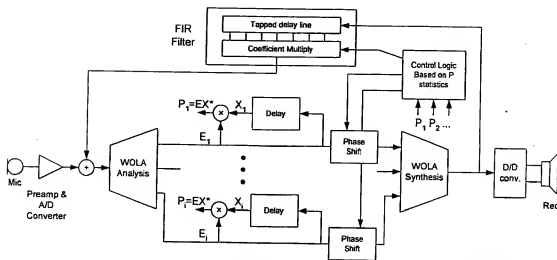 FIR
Filter
Tapped delay line
Coefficient Multiply
Control Logic
Based on P
statistics
P1 P2 ...
P1=EX*
X1
Delay
E1
Phase
Shift
Mic
Preamp &
A/D
Converter
WOLA
Analysis
WOLA
Synthesis
D/D
conv.
Rec
Pi=EX*
Xi
Delay
Ei
Phase
Shift